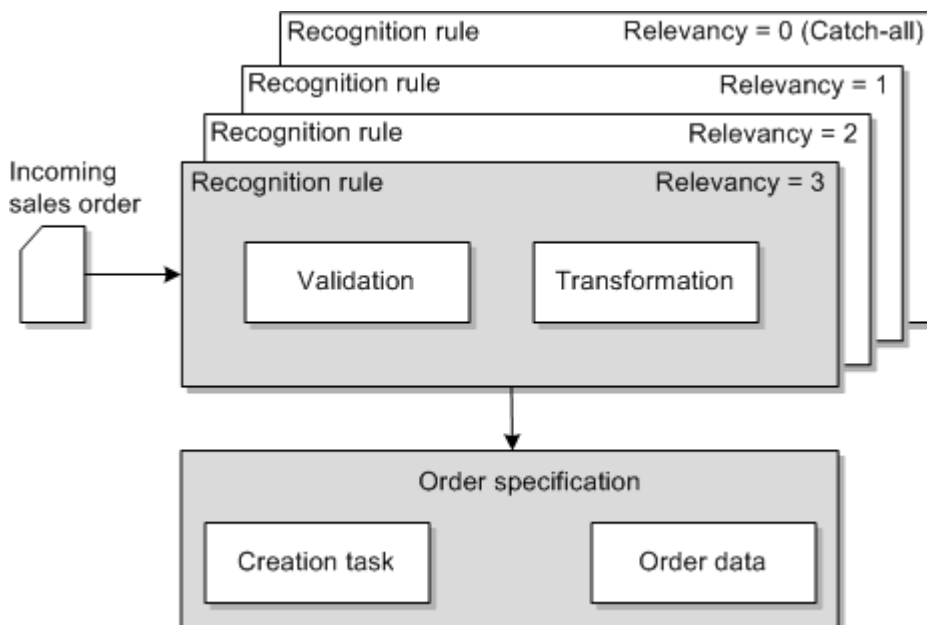 Recognition rule Relevancy = 0 (Catch-all)
Recognition rule Relevancy = 1
Recognition rule Relevancy = 2
Recognition rule Relevancy = 3
Incoming
sales order
Validation Transformation
Order specification
Creation task Order data